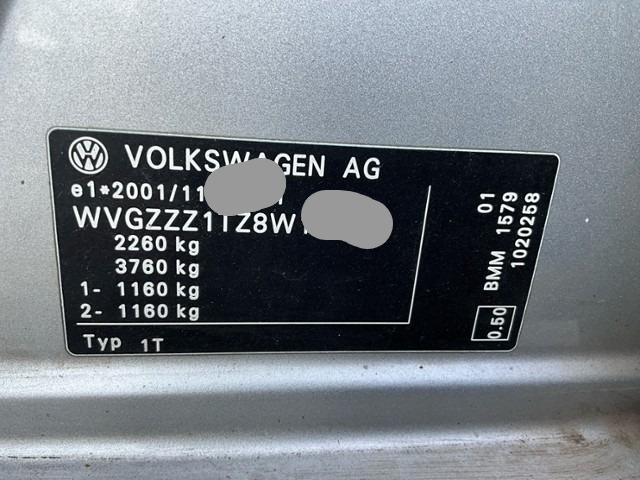 VOLKSWAGEN AG
e1*2001/11
WVGZZZ1TZ8W
2260 kg
3760 kg
1- 1160 kg
2- 1160 kg
Typ 1T
01
BMM 1579
1020258
0.50